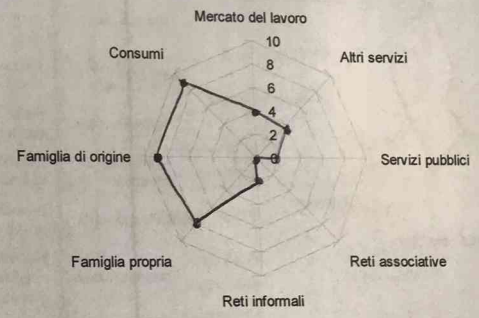 Mercato del lavoro
Consumi
Altri servizi
10
8
6
4
2
0
Famiglia di origine
Servizi pubblici
Famiglia propria
Reti associative
Reti informali